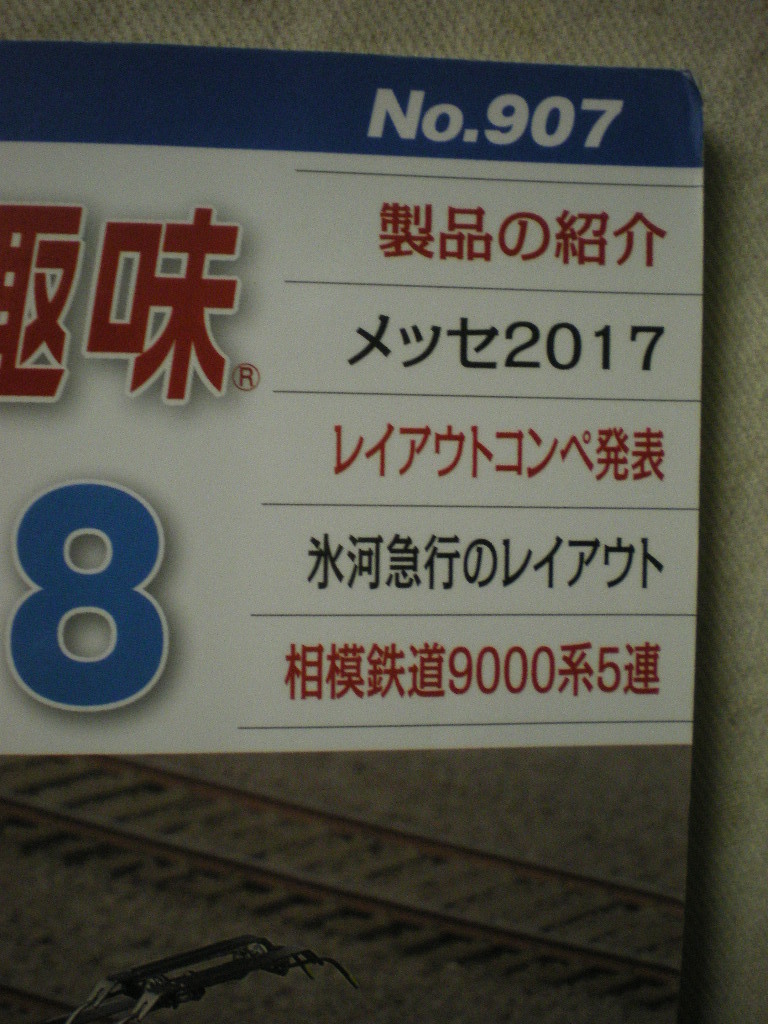 No.907
趣味®
製品の紹介
メッセ2017
レイアウトコンペ発表
氷河急行のレイアウト
相模鉄道9000系5連
8